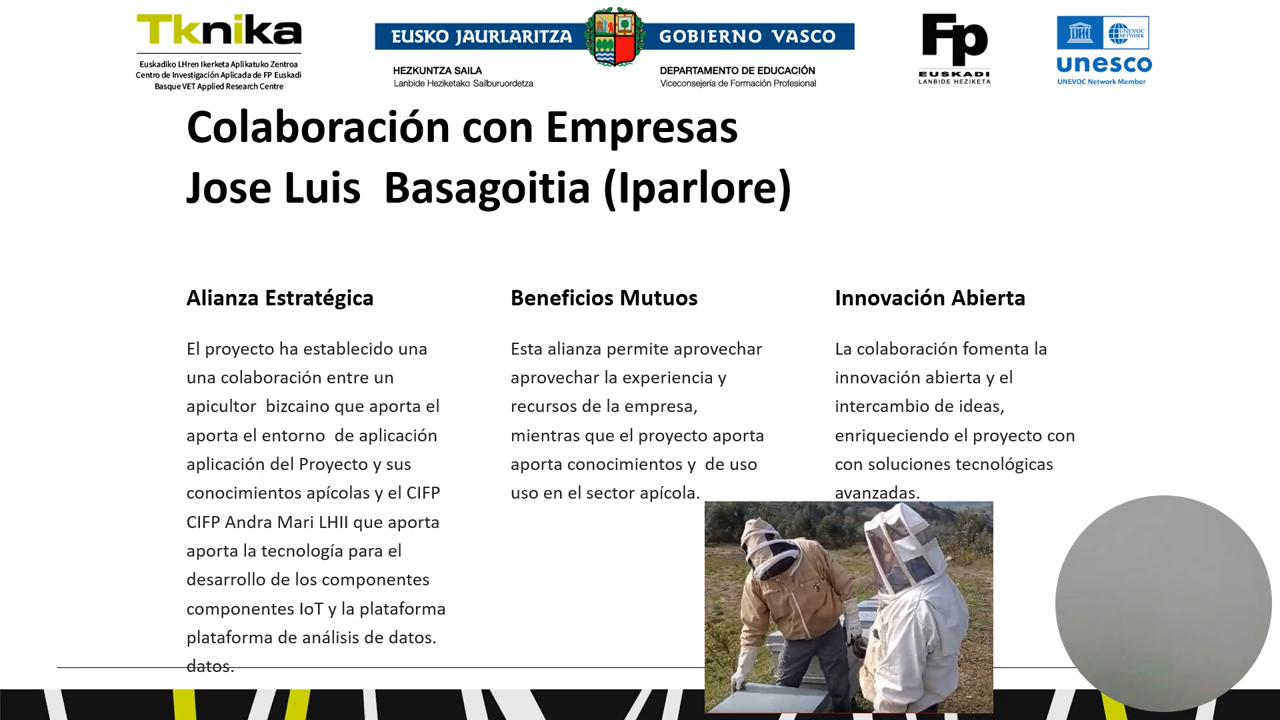 Tknika
Euskadiko LHren Ikerketa Aplikatuko Zentroa
Centro de Investigación Aplicada de FP Euskadi
Basque VET Applied Research Centre
EUSKO JAURLARITZA
GOBIERNO VASCO
HEZKUNTZA SAILA
Lanbide Heziketako Sailburuordetza
DEPARTAMENTO DE EDUCACIÓN
Viceconsejería de Formación Profesional
Fp
EUSKADI
LANBIDE HEZIKETA
UNEVOC
NETWORK
unesco
UNEVOC Network Member
Colaboración con Empresas
Jose Luis  Basagoitia (Iparlore)
Alianza Estratégica
El proyecto ha establecido una
una colaboración entre un
apicultor  bizcaino que aporta el
aporta el entorno  de aplicación
aplicación del Proyecto y sus
conocimientos apícolas y el CIFP
CIFP Andra Mari LHII que aporta
aporta la tecnología para el
desarrollo de los componentes
componentes IoT y la plataforma
plataforma de análisis de datos.
datos.
Beneficios Mutuos
Esta alianza permite aprovechar
aprovechar la experiencia y
recursos de la empresa,
mientras que el proyecto aporta
aporta conocimientos y  de uso
uso en el sector apícola.
Innovación Abierta
La colaboración fomenta la
innovación abierta y el
intercambio de ideas,
enriqueciendo el proyecto con
con soluciones tecnológicas
avanzadas.